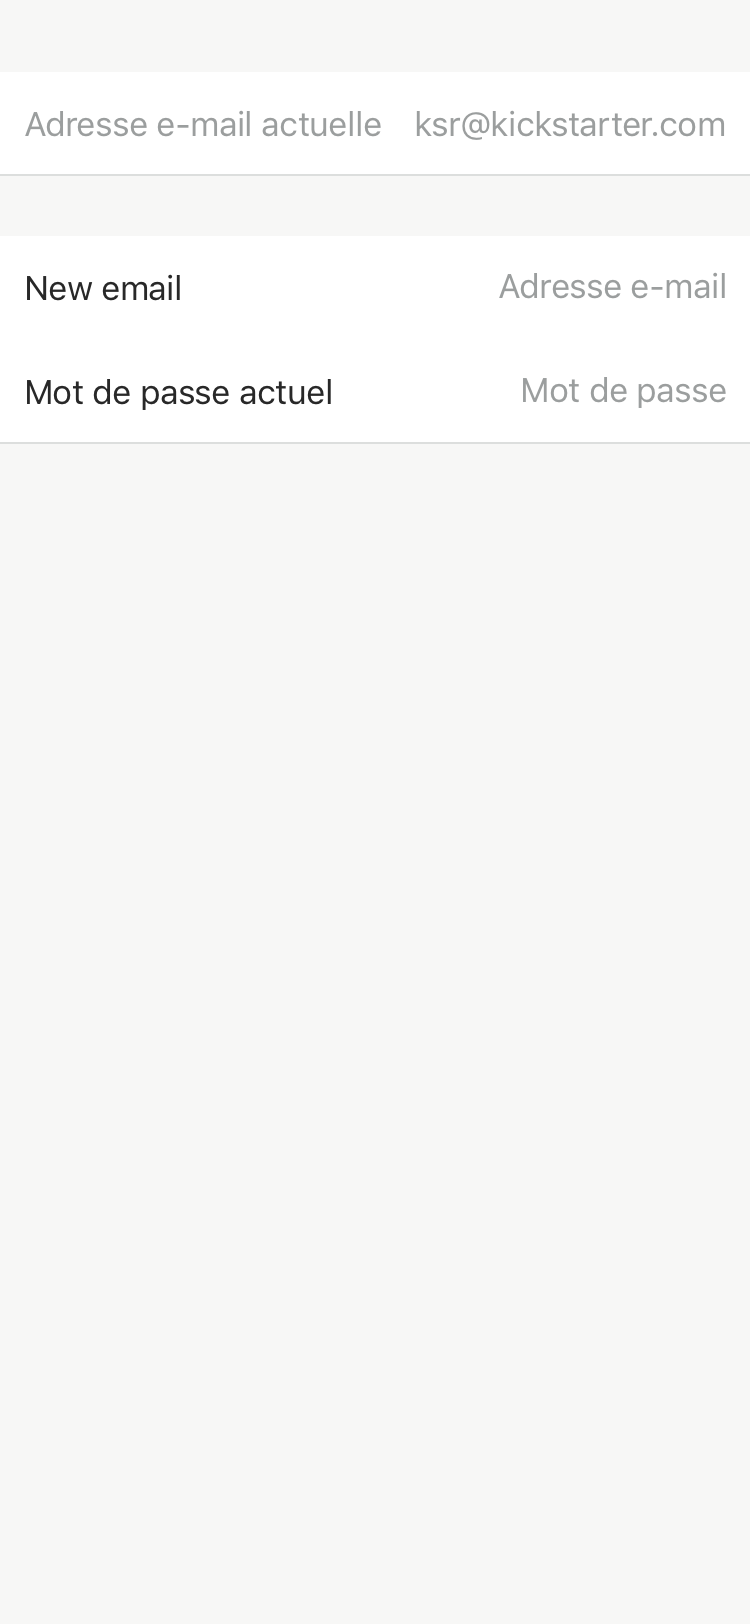 Adresse e-mail actuelle ksr@kickstarter.com
New email Adresse e-mail
Mot de passe actuel Mot de passe